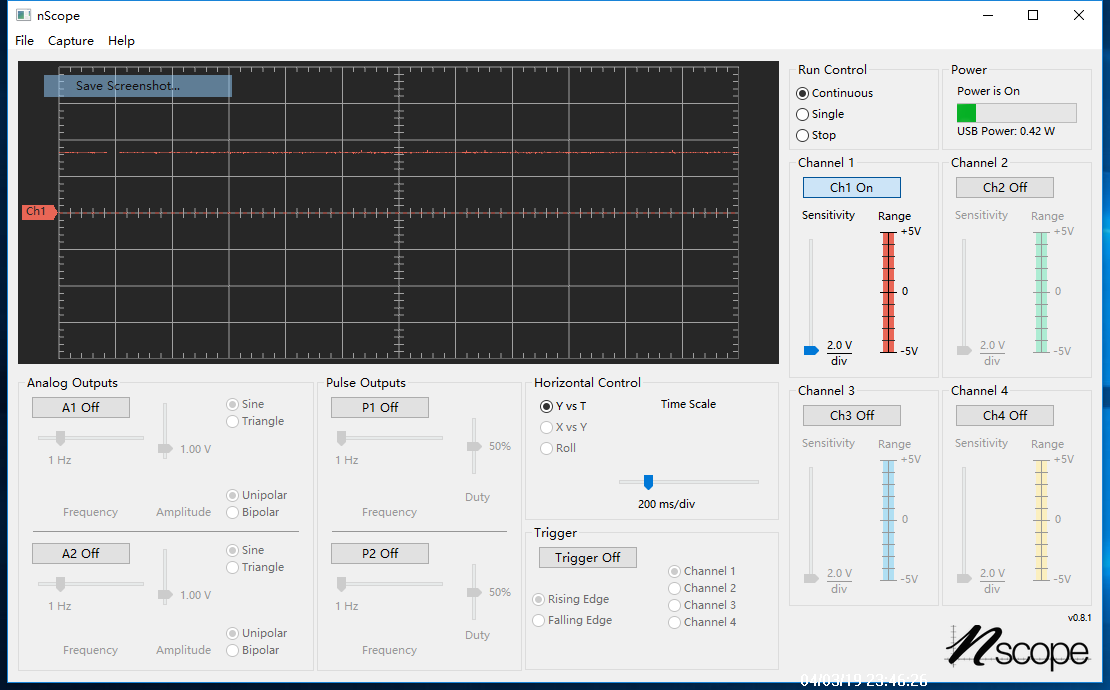 nScope
File Capture Help
Save Screenshot...
Ch1
Run Control
Continuous
Single
Stop
Power
Power is On
USB Power: 0.42 W
Channel 1
Ch1 On
Sensitivity Range
+5V
0
-5V
2.0 V
div
Channel 2
Ch2 Off
Sensitivity Range
+5V
0
-5V
2.0 V
div
Analog Outputs
A1 Off
Sine
Triangle
1.00 V
1 Hz
Unipolar
Bipolar
Frequency Amplitude
A2 Off
Sine
Triangle
1.00 V
1 Hz
Unipolar
Bipolar
Frequency Amplitude
Pulse Outputs
P1 Off
50%
1 Hz
Duty
Frequency
P2 Off
50%
1 Hz
Duty
Frequency
Horizontal Control
Y vs T
X vs Y
Roll
Time Scale
200 ms/div
Trigger
Trigger Off
Rising Edge
Falling Edge
Channel 1
Channel 2
Channel 3
Channel 4
Channel 3
Ch3 Off
Sensitivity Range
+5V
0
-5V
2.0 V
div
Channel 4
Ch4 Off
Sensitivity Range
+5V
0
-5V
2.0 V
div
v0.8.1
nscope
04/03/19 23:46:26